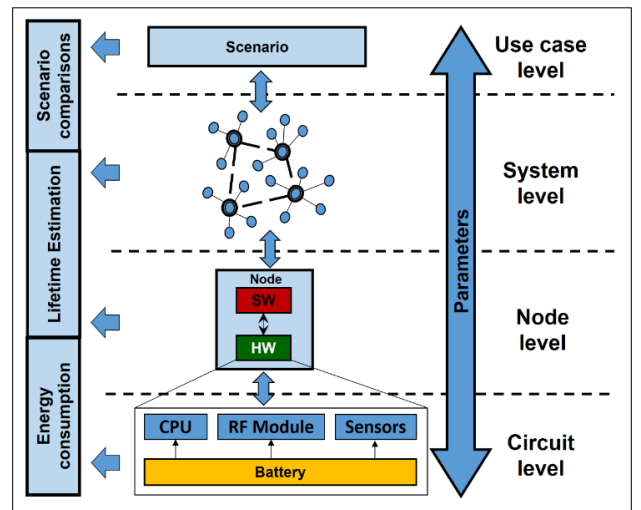 Scenario
comparisons
Lifetime Estimation
Energy
consumption
Scenario
Node
SW
HW
CPU
RF Module
Sensors
Battery
Parameters
Use case
level
System
level
Node
level
Circuit
level